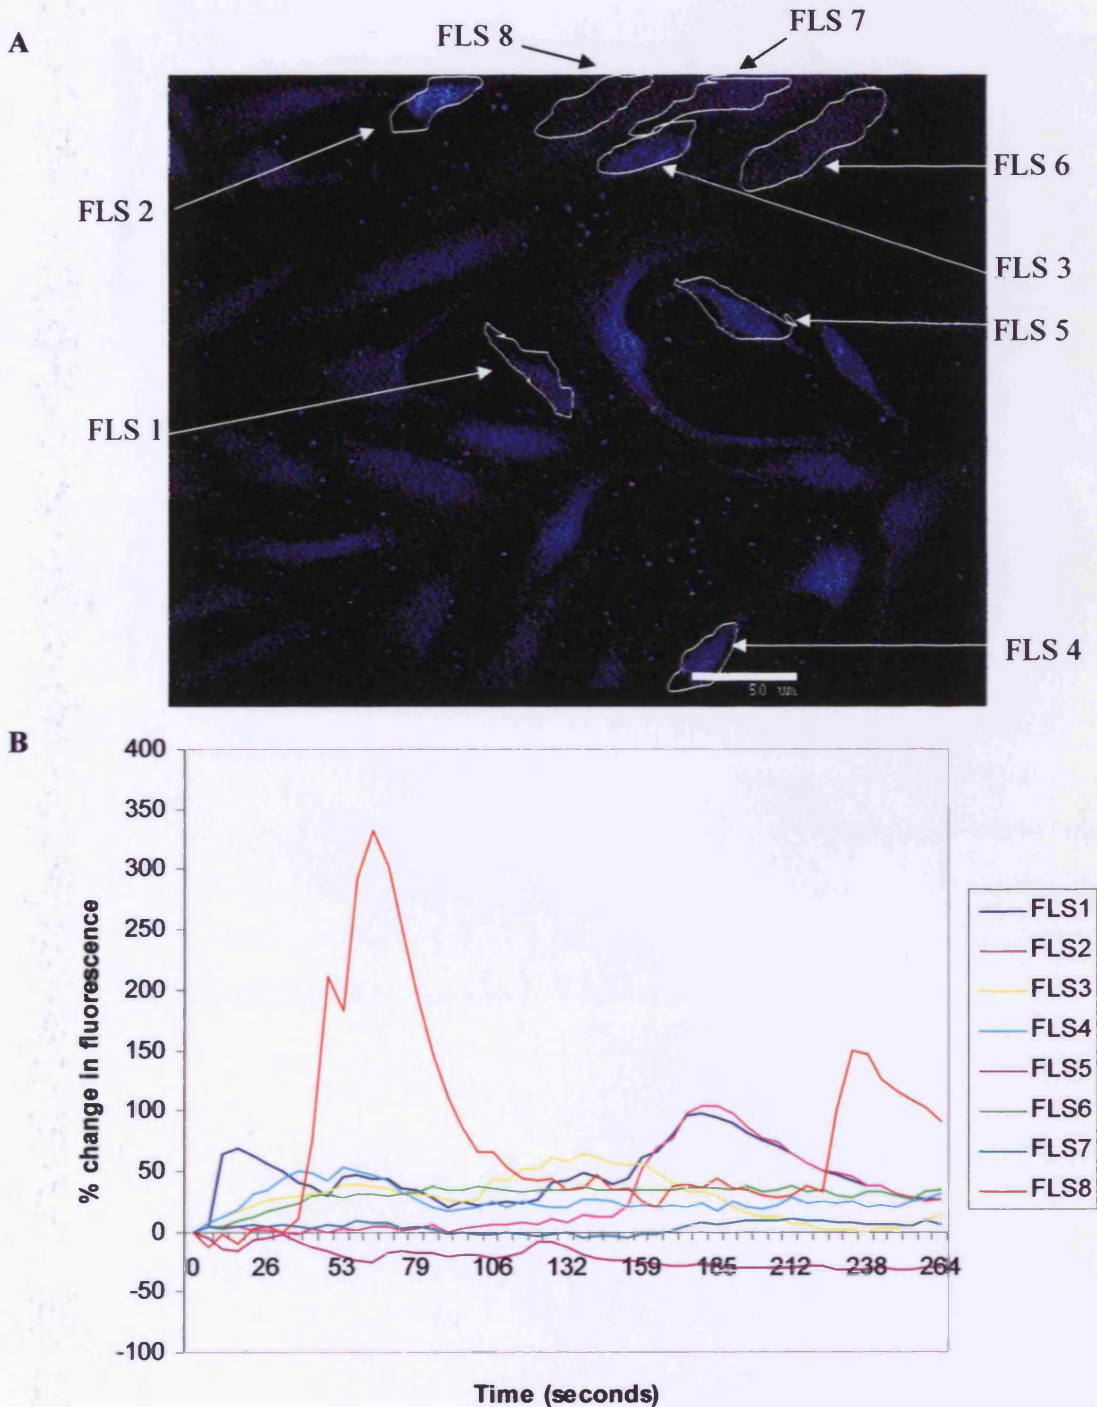 A
FLS 8
FLS 7
FLS 2
FLS 6
FLS 3
FLS 5
FLS 1
FLS 4
50 um
B
400
350
300
250
200
150
100
50
0
-50
-100
% change in fluorescence
0 26 53 79 106 132 159 185 212 238 264
Time (seconds)
FLS1
FLS2
FLS3
FLS4
FLS5
FLS6
FLS7
FLS8